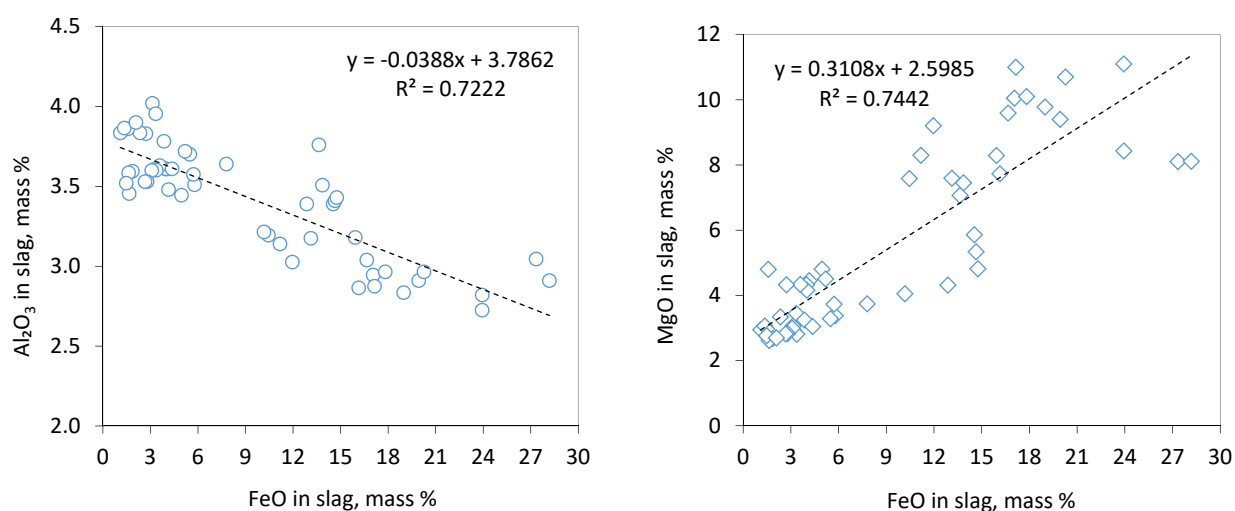 4.5
4.0
3.5
3.0
2.5
2.0
Al₂O₃ in slag, mass %
y = -0.0388x + 3.7862
R² = 0.7222
0 3 6 9 12 15 18 21 24 27 30
FeO in slag, mass %
12
10
8
6
4
2
0
MgO in slag, mass %
y = 0.3108x + 2.5985
R² = 0.7442
0 3 6 9 12 15 18 21 24 27 30
FeO in slag, mass %